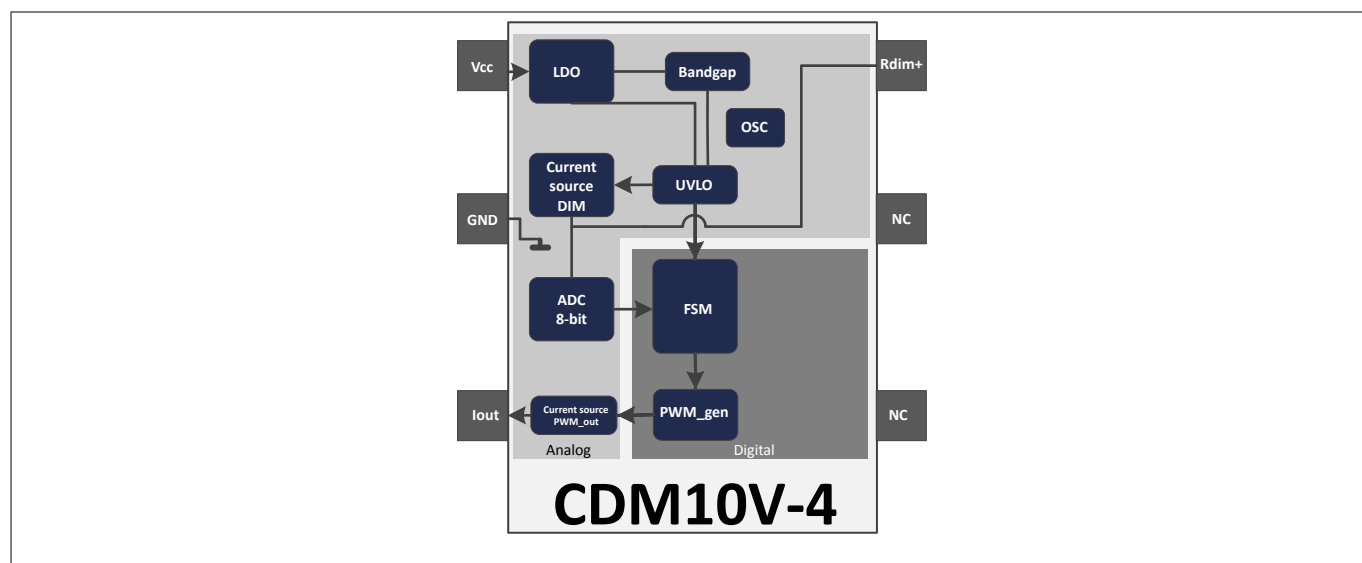 Vcc
LDO
Bandgap
Rdim+
OSC
Current
source
DIM
UVLO
GND
NC
ADC
8-bit
FSM
Iout
Current source
PWM_out
PWM_gen
NC
Analog
Digital
CDM10V-4